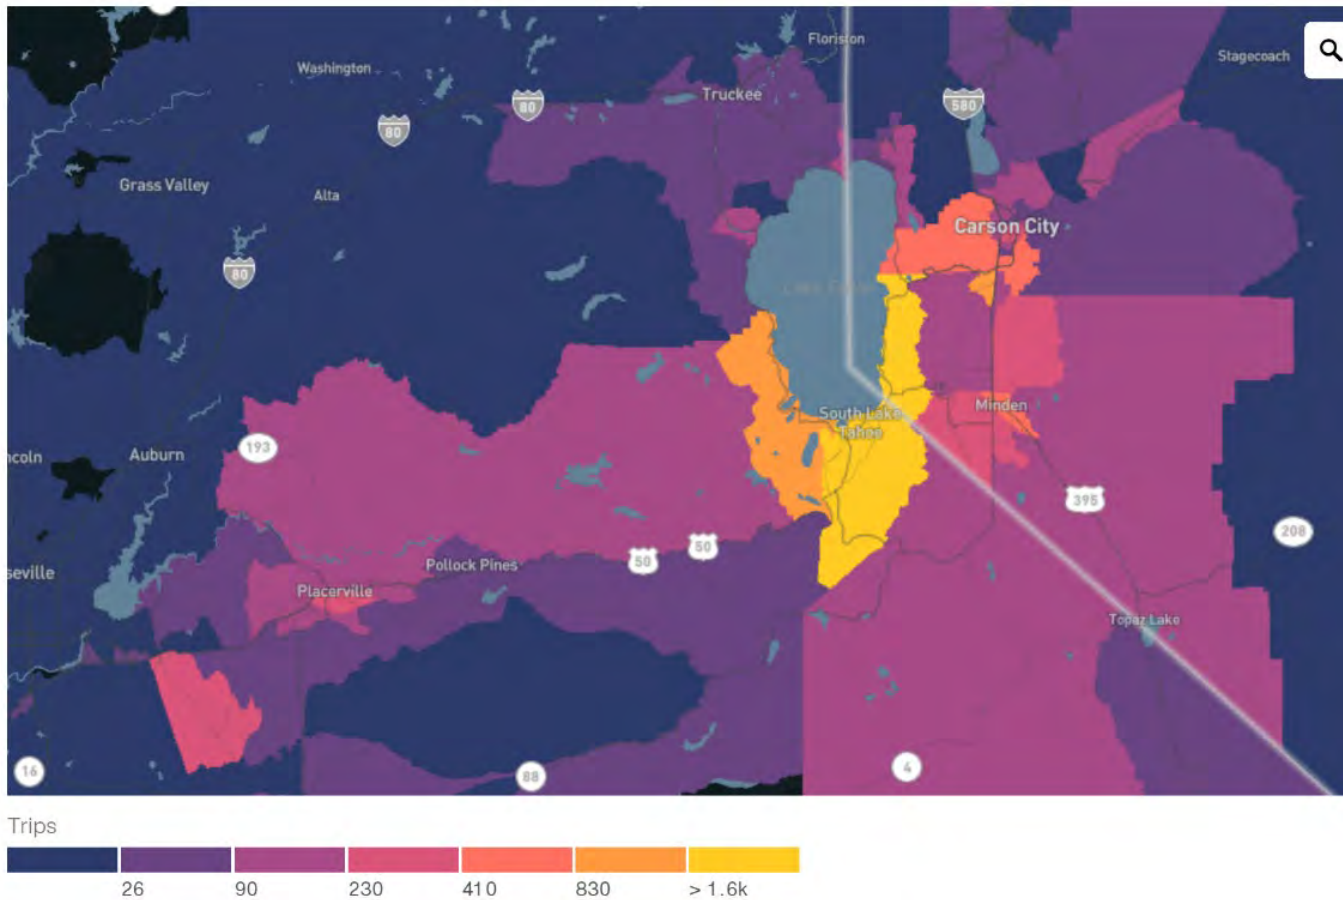 Floriston
Stagecoach
Washington
Truckee
80
580
80
Grass Valley
Alta
Carson City
80
Lake Tahoe
South Lake
Tahoe
Minden
193
ncoln
Auburn
395
208
50
50
seville
Pollock Pines
Placerville
Topaz Lake
16
88
4
Trips
26 90 230 410 830 > 1.6k